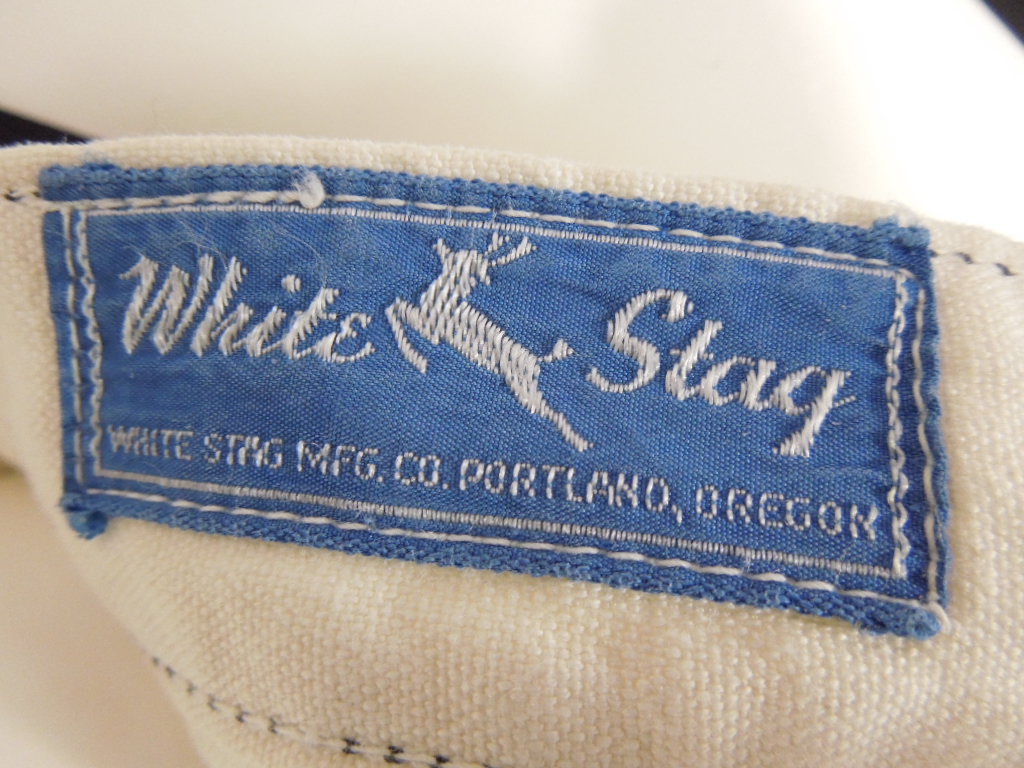 White Stag
WHITE STAG MFG. CO. PORTLAND, OREGON